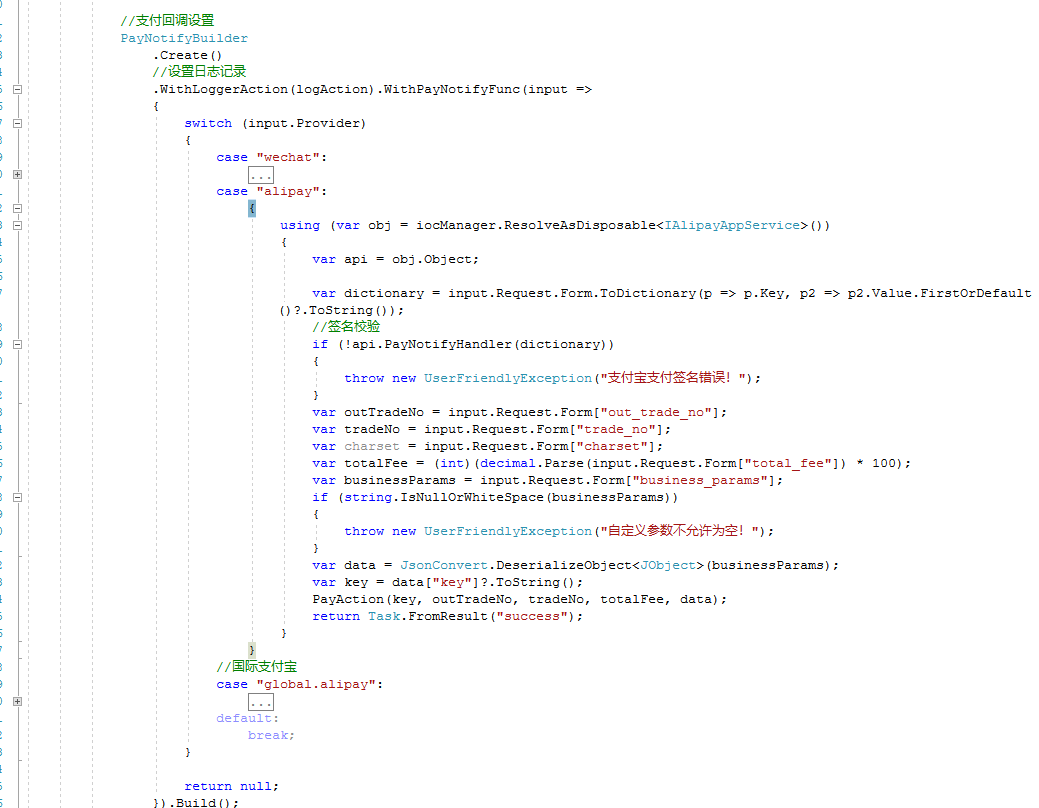 //支付回调设置
PayNotifyBuilder
.Create()
//设置日志记录
.WithLoggerAction(logAction).WithPayNotifyFunc(input =>
{
switch (input.Provider)
{
case "wechat":
...
case "alipay":
{
using (var obj = iocManager.ResolveAsDisposable<IAlipayAppService>())
{
var api = obj.Object;
var dictionary = input.Request.Form.ToDictionary(p => p.Key, p2 => p2.Value.FirstOrDefault
()?.ToString());
//签名校验
if (!api.PayNotifyHandler(dictionary))
{
throw new UserFriendlyException("支付宝支付签名错误！");
}
var outTradeNo = input.Request.Form["out_trade_no"];
var tradeNo = input.Request.Form["trade_no"];
var charset = input.Request.Form["charset"];
var totalFee = (int)(decimal.Parse(input.Request.Form["total_fee"]) * 100);
var businessParams = input.Request.Form["business_params"];
if (string.IsNullOrWhiteSpace(businessParams))
{
throw new UserFriendlyException("自定义参数不允许为空！");
}
var data = JsonConvert.DeserializeObject<JObject>(businessParams);
var key = data["key"]?.ToString();
PayAction(key, outTradeNo, tradeNo, totalFee, data);
return Task.FromResult("success");
}
}
//国际支付宝
case "global.alipay":
...
default:
break;
}
return null;
}).Build();